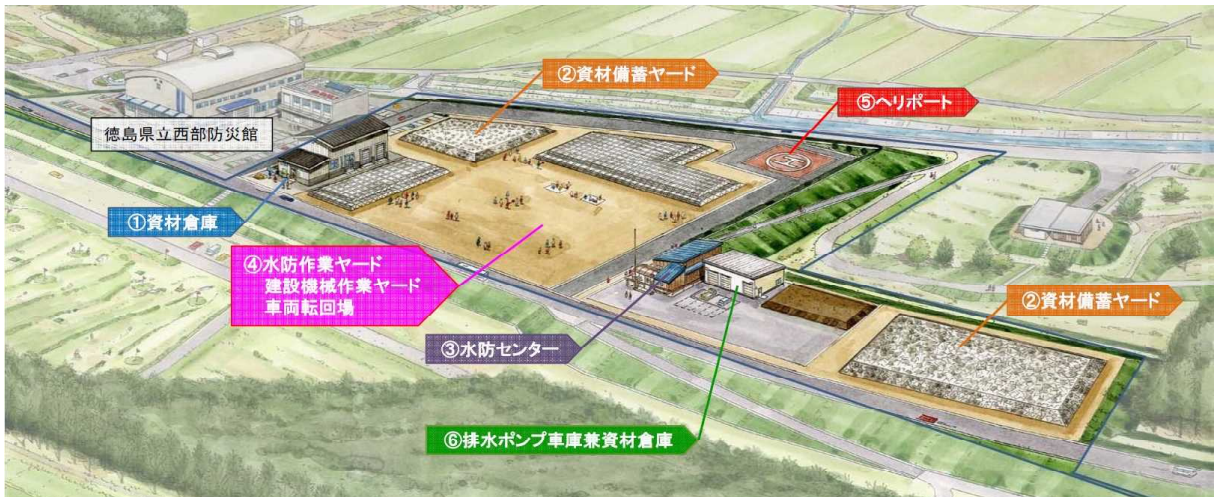 ②資材備蓄ヤード
⑤ヘリポート
徳島県立西部防災館
①資材倉庫
④水防作業ヤード
建設機械作業ヤード
車両転回場
②資材備蓄ヤード
③水防センター
⑥排水ポンプ車庫兼資材倉庫